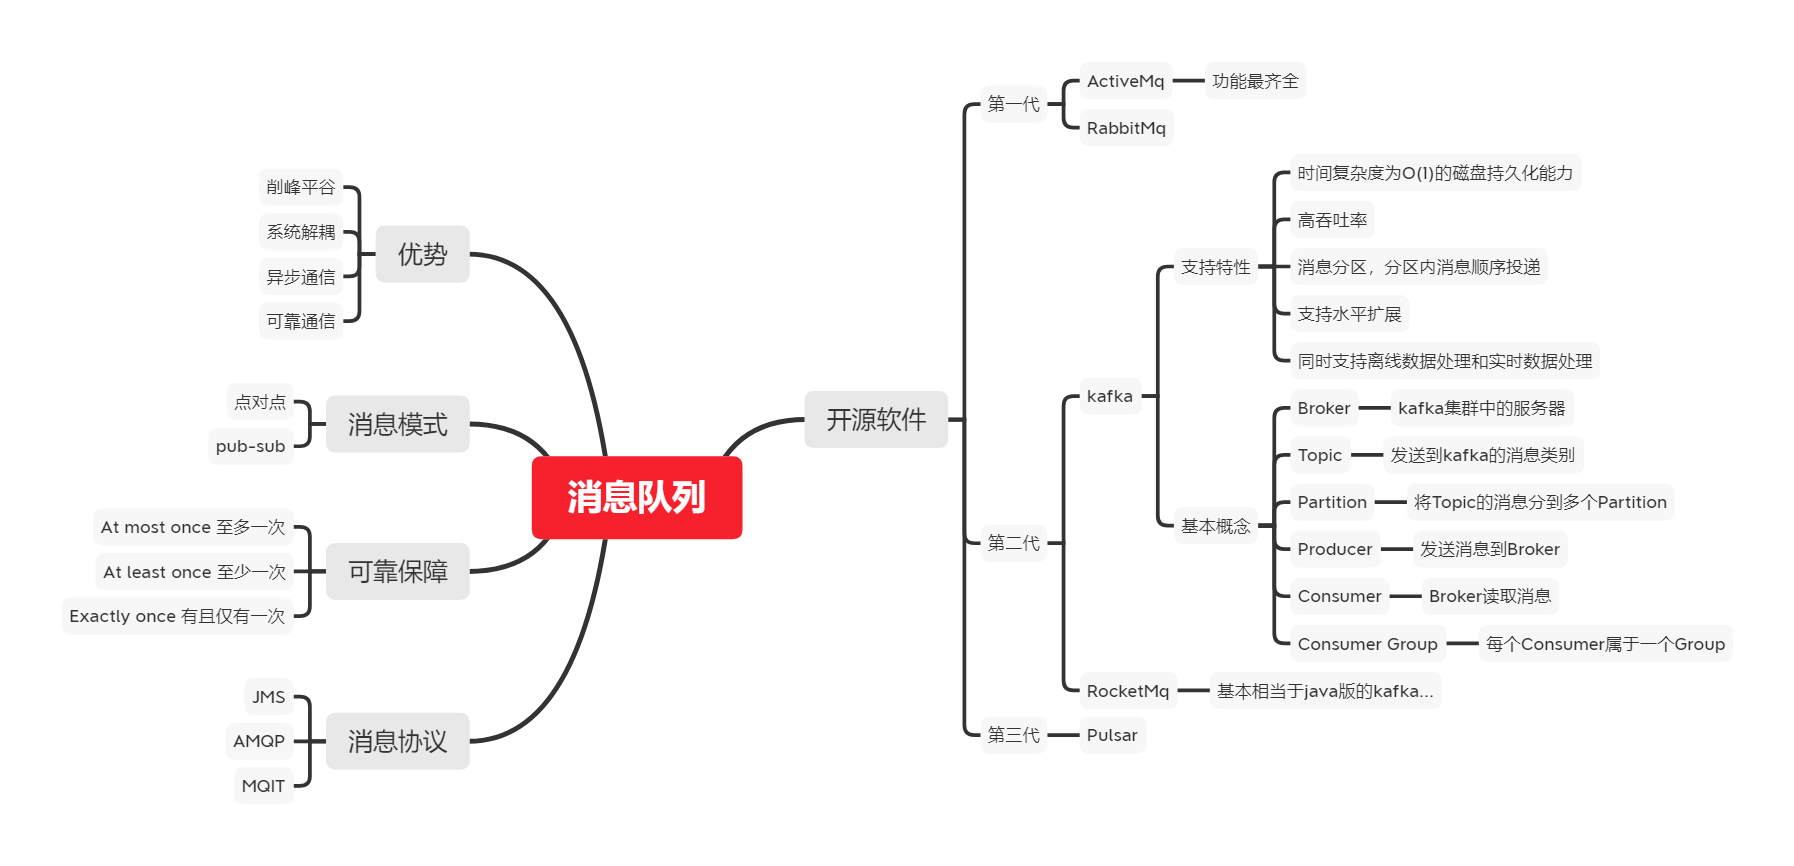 消息队列
优势
削峰平谷
系统解耦
异步通信
可靠通信
消息模式
点对点
pub-sub
可靠保障
At most once 至多一次
At least once 至少一次
Exactly once 有且仅有一次
消息协议
JMS
AMQP
MQIT
开源软件
第一代
ActiveMq
功能最齐全
RabbitMq
第二代
kafka
支持特性
时间复杂度为O(1)的磁盘持久化能力
高吞吐率
消息分区，分区内消息顺序投递
支持水平扩展
同时支持离线数据处理和实时数据处理
基本概念
Broker
kafka集群中的服务器
Topic
发送到kafka的消息类别
Partition
将Topic的消息分到多个Partition
Producer
发送消息到Broker
Consumer
Broker读取消息
Consumer Group
每个Consumer属于一个Group
RocketMq
基本相当于java版的kafka...
第三代
Pulsar